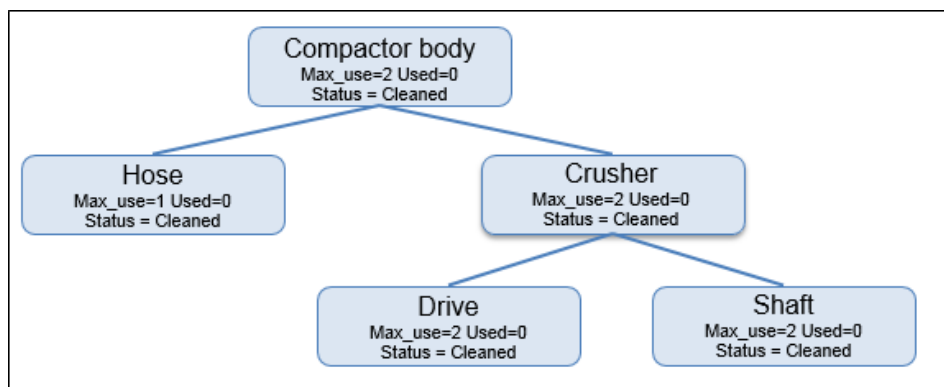 Compactor body
Max_use=2 Used=0
Status = Cleaned
Hose
Max_use=1 Used=0
Status = Cleaned
Crusher
Max_use=2 Used=0
Status = Cleaned
Drive
Max_use=2 Used=0
Status = Cleaned
Shaft
Max_use=2 Used=0
Status = Cleaned